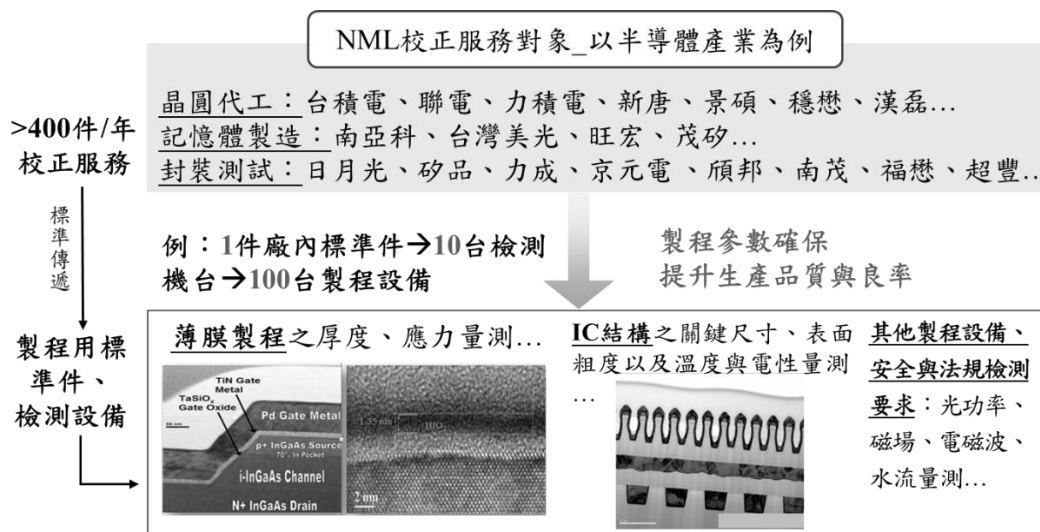 NML校正服務對象_以半導體產業為例
>400件/年
校正服務
晶圓代工：台積電、聯電、力積電、新唐、景碩、穩懋、漢磊…
記憶體製造：南亞科、台灣美光、旺宏、茂矽…
封裝測試：日月光、矽品、力成、京元電、頎邦、南茂、福懋、超豐…
標準傳遞
例：1件廠內標準件→10台檢測
機台→100台製程設備
製程參數確保
提升生產品質與良率
製程用標
準件、
檢測設備
薄膜製程之厚度、應力量測…
TiN Gate
Metal
TaSiOx
Gate Oxide
Pd Gate Metal
p+ InGaAs Source
70°. In Pocket
i-InGaAs Channel
N+ InGaAs Drain
1.35 nm
2 nm
IC結構之關鍵尺寸、表面
粗度以及溫度與電性量測
…
其他製程設備、
安全與法規檢測
要求：光功率、
磁場、電磁波、
水流量測…